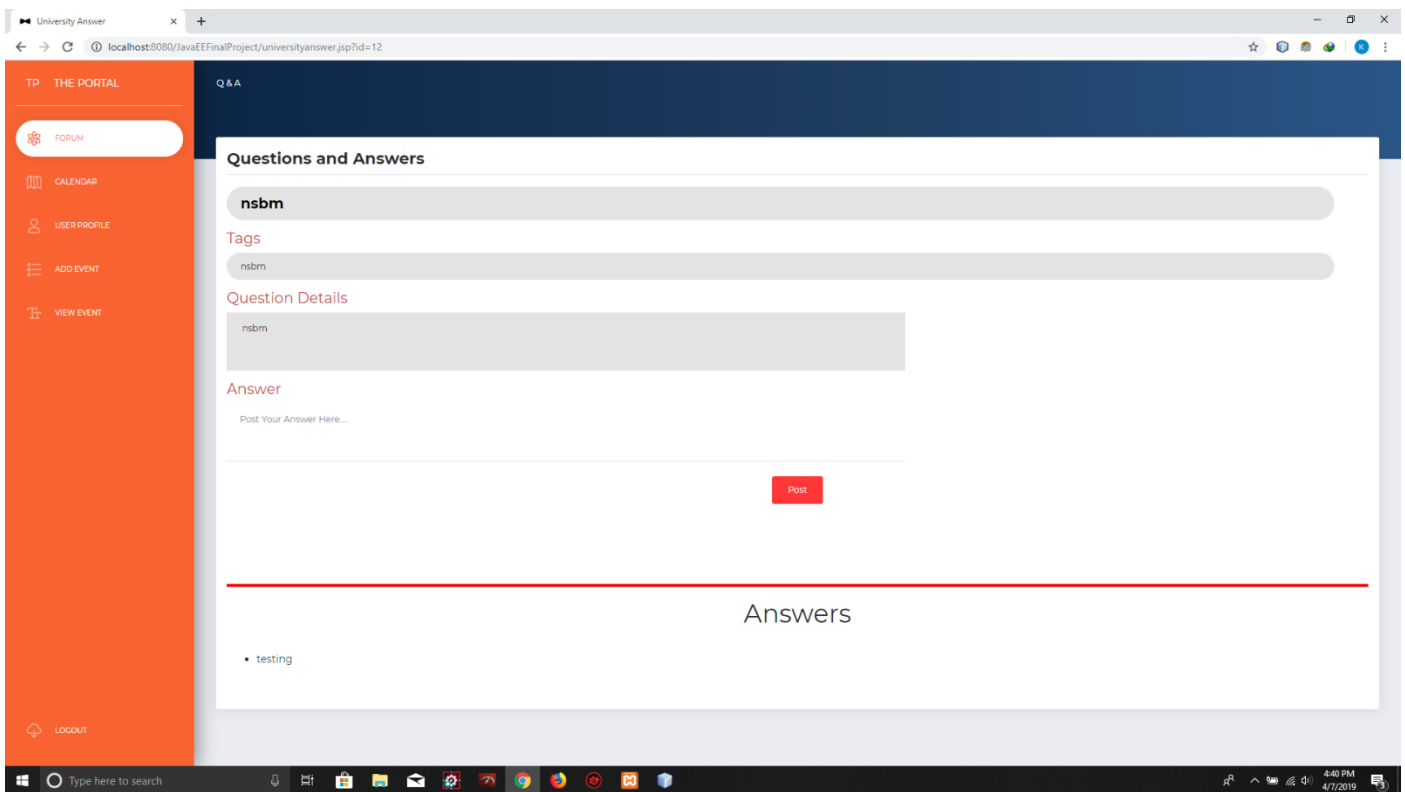 University Answer
localhost:8080/JavaEEFinalProject/universityanswer.jsp?id=12
K
TP THE PORTAL
Q & A
FORUM
CALENDAR
USER PROFILE
ADD EVENT
VIEW EVENT
LOGOUT
Questions and Answers
nsbm
Tags
nsbm
Question Details
nsbm
Answer
Post Your Answer Here....
Post
Answers
testing
Type here to search
4:40 PM
4/7/2019
3